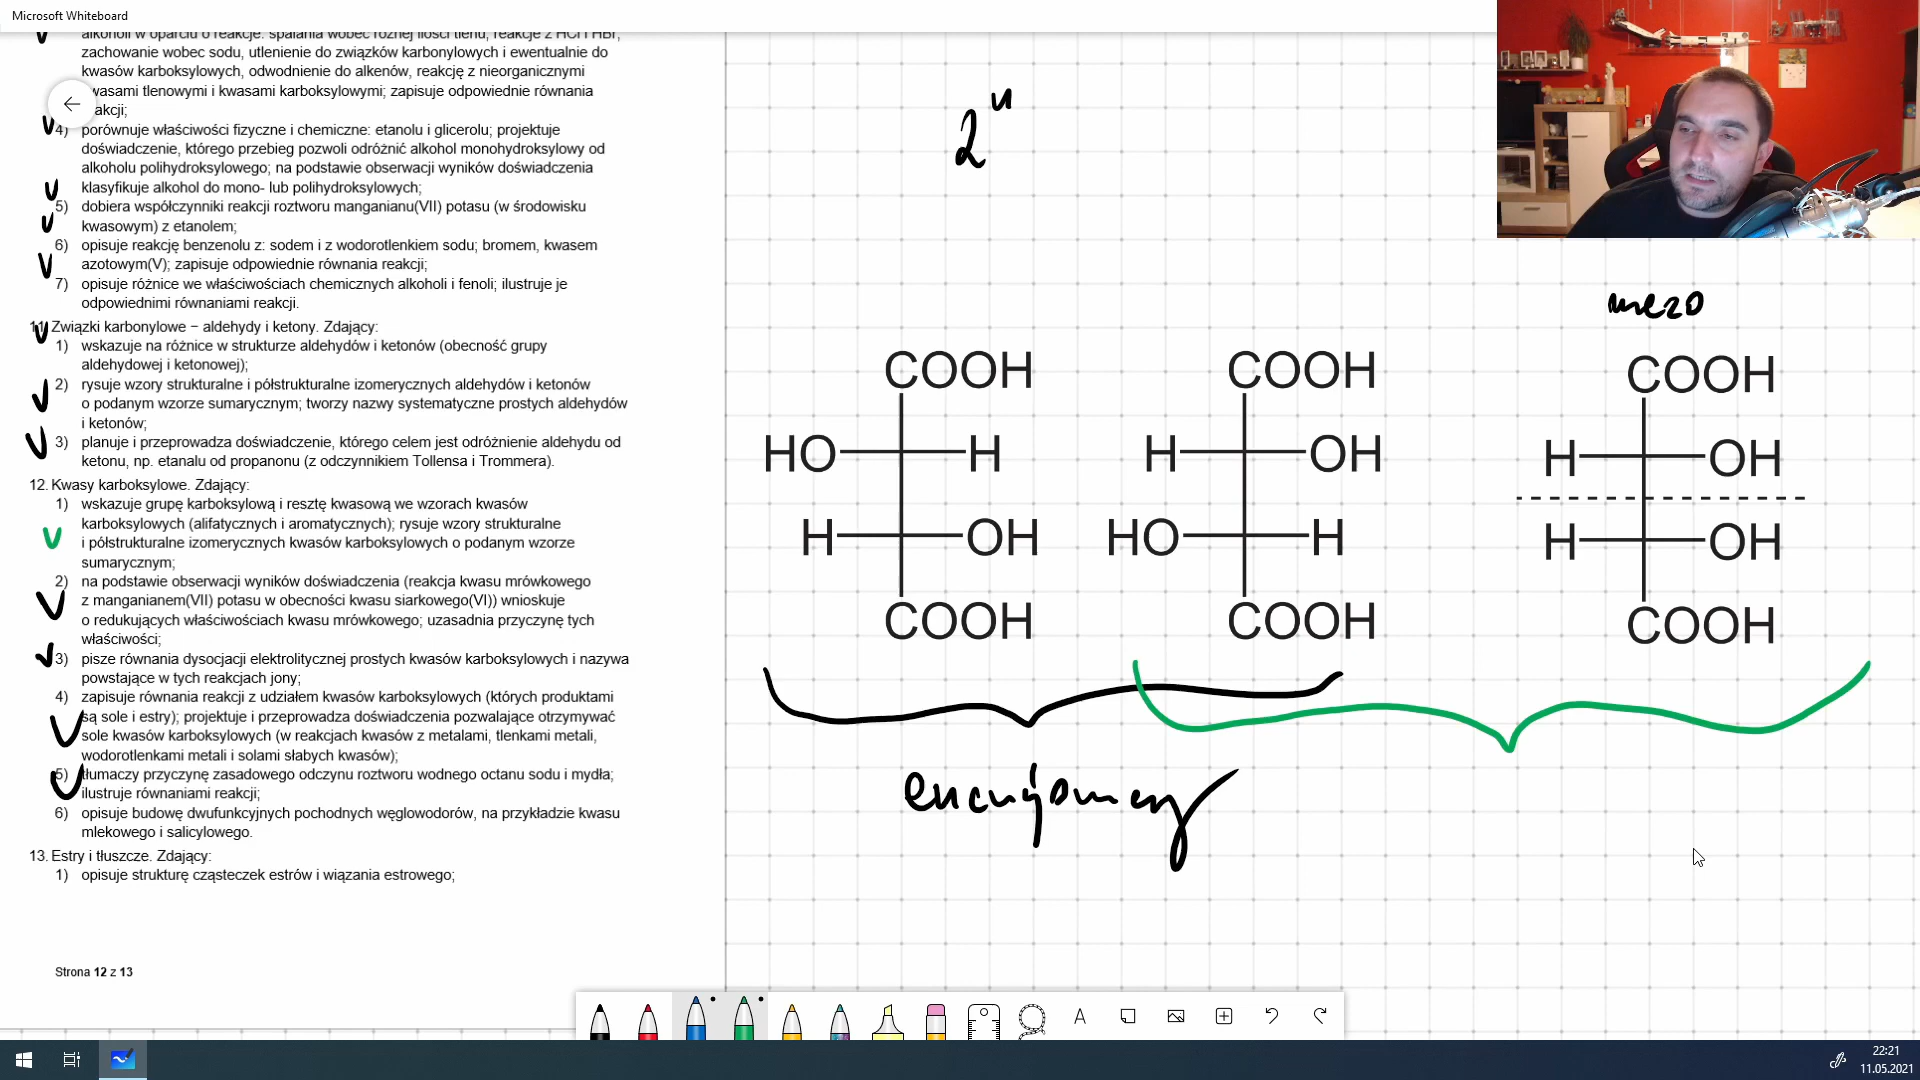 Microsoft Whiteboard
alkoholi w oparciu o reakcje: spalania wobec różnej ilości tlenu, reakcje z HCl i HBr,
zachowanie wobec sodu, utlenienie do związków karbonylowych i ewentualnie do
kwasów karboksylowych, odwodnienie do alkenów, reakcję z nieorganicznymi
wasami tlenowymi i kwasami karboksylowymi; zapisuje odpowiednie równania
akcji;
4) porównuje właściwości fizyczne i chemiczne: etanolu i glicerolu; projektuje
doświadczenie, którego przebieg pozwoli odróżnić alkohol monohydroksylowy od
alkoholu polihydroksylowego; na podstawie obserwacji wyników doświadczenia
klasyfikuje alkohol do mono- lub polihydroksylowych;
5) dobiera współczynniki reakcji roztworu manganianu(VII) potasu (w środowisku
kwasowym) z etanolem;
6) opisuje reakcję benzenolu z: sodem i z wodorotlenkiem sodu; bromem, kwasem
azotowym(V); zapisuje odpowiednie równania reakcji;
7) opisuje różnice we właściwościach chemicznych alkoholi i fenoli; ilustruje je
odpowiednimi równaniami reakcji.
11. Związki karbonylowe − aldehydy i ketony. Zdający:
1) wskazuje na różnice w strukturze aldehydów i ketonów (obecność grupy
aldehydowej i ketonowej);
2) rysuje wzory strukturalne i półstrukturalne izomerycznych aldehydów i ketonów
o podanym wzorze sumarycznym; tworzy nazwy systematyczne prostych aldehydów
i ketonów;
3) planuje i przeprowadza doświadczenie, którego celem jest odróżnienie aldehydu od
ketonu, np. etanalu od propanonu (z odczynnikiem Tollensa i Trommera).
12. Kwasy karboksylowe. Zdający:
1) wskazuje grupę karboksylową i resztę kwasową we wzorach kwasów
karboksylowych (alifatycznych i aromatycznych); rysuje wzory strukturalne
i półstrukturalne izomerycznych kwasów karboksylowych o podanym wzorze
sumarycznym;
2) na podstawie obserwacji wyników doświadczenia (reakcja kwasu mrówkowego
z manganianem(VII) potasu w obecności kwasu siarkowego(VI)) wnioskuje
o redukujących właściwościach kwasu mrówkowego; uzasadnia przyczynę tych
właściwości;
3) pisze równania dysocjacji elektrolitycznej prostych kwasów karboksylowych i nazywa
powstające w tych reakcjach jony;
4) zapisuje równania reakcji z udziałem kwasów karboksylowych (których produktami
są sole i estry); projektuje i przeprowadza doświadczenia pozwalające otrzymywać
sole kwasów karboksylowych (w reakcjach kwasów z metalami, tlenkami metali,
wodorotlenkami metali i solami słabych kwasów);
5) tłumaczy przyczynę zasadowego odczynu roztworu wodnego octanu sodu i mydła;
ilustruje równaniami reakcji;
6) opisuje budowę dwufunkcyjnych pochodnych węglowodorów, na przykładzie kwasu
mlekowego i salicylowego.
13. Estry i tłuszcze. Zdający:
1) opisuje strukturę cząsteczek estrów i wiązania estrowego;
Strona 12 z 13
2ⁿ
mezo
COOH COOH COOH
HO H H OH H OH
H OH HO H H OH
COOH COOH COOH
enancjomery
A
22:21
11.05.2021